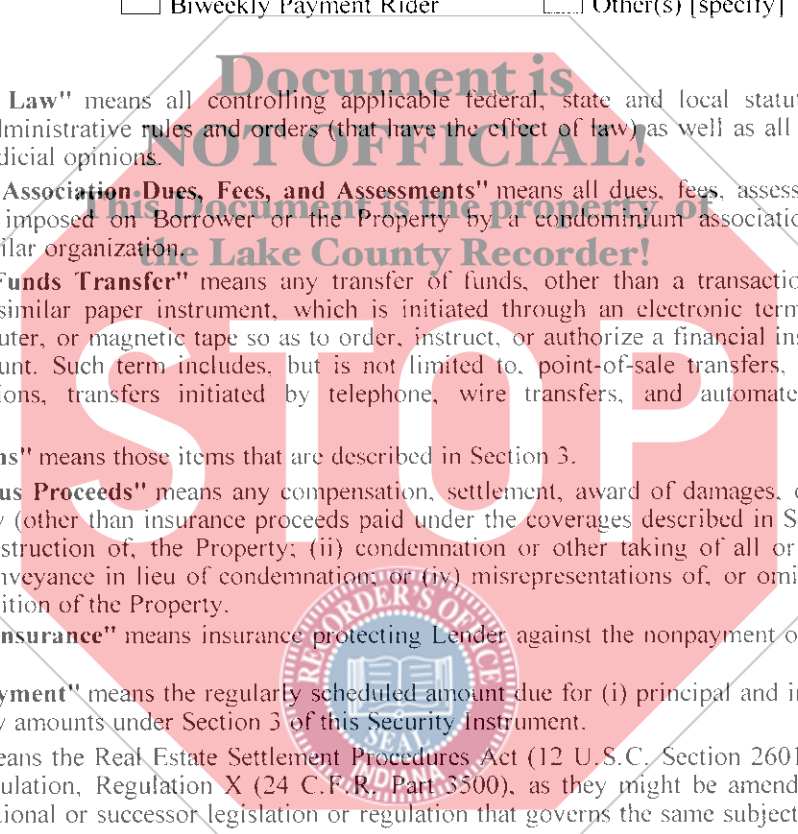 Biweekly Payment Rider Other(s) [specify]
Document is
Law" means all controlling applicable federal, state and local statut
dministrative rules and orders (that have the effect of law) as well as all
dicial opinions.
NOT OFFICIAL!
Association Dues, Fees, and Assessments" means all dues, fees, assess
This Document is the property of
imposed on Borrower or the Property by a condominium associatio
ilar organization.
the Lake County Recorder!
Funds Transfer" means any transfer of funds, other than a transactio
similar paper instrument, which is initiated through an electronic term
uter, or magnetic tape so as to order, instruct, or authorize a financial ins
unt. Such term includes, but is not limited to, point-of-sale transfers,
ions, transfers initiated by telephone, wire transfers, and automate
STOP
ns" means those items that are described in Section 3.
us Proceeds" means any compensation, settlement, award of damages, o
y (other than insurance proceeds paid under the coverages described in S
struction of, the Property; (ii) condemnation or other taking of all or
nveyance in lieu of condemnation; or (iv) misrepresentations of, or omi
ition of the Property.
nsurance" means insurance protecting Lender against the nonpayment o
yment" means the regularly scheduled amount due for (i) principal and in
y amounts under Section 3 of this Security Instrument.
eans the Real Estate Settlement Procedures Act (12 U.S.C. Section 2601
ulation, Regulation X (24 C.F.R. Part 3500), as they might be amend
tional or successor legislation or regulation that governs the same subject
RECORDER'S OFFICE
SEAL
INDIANA